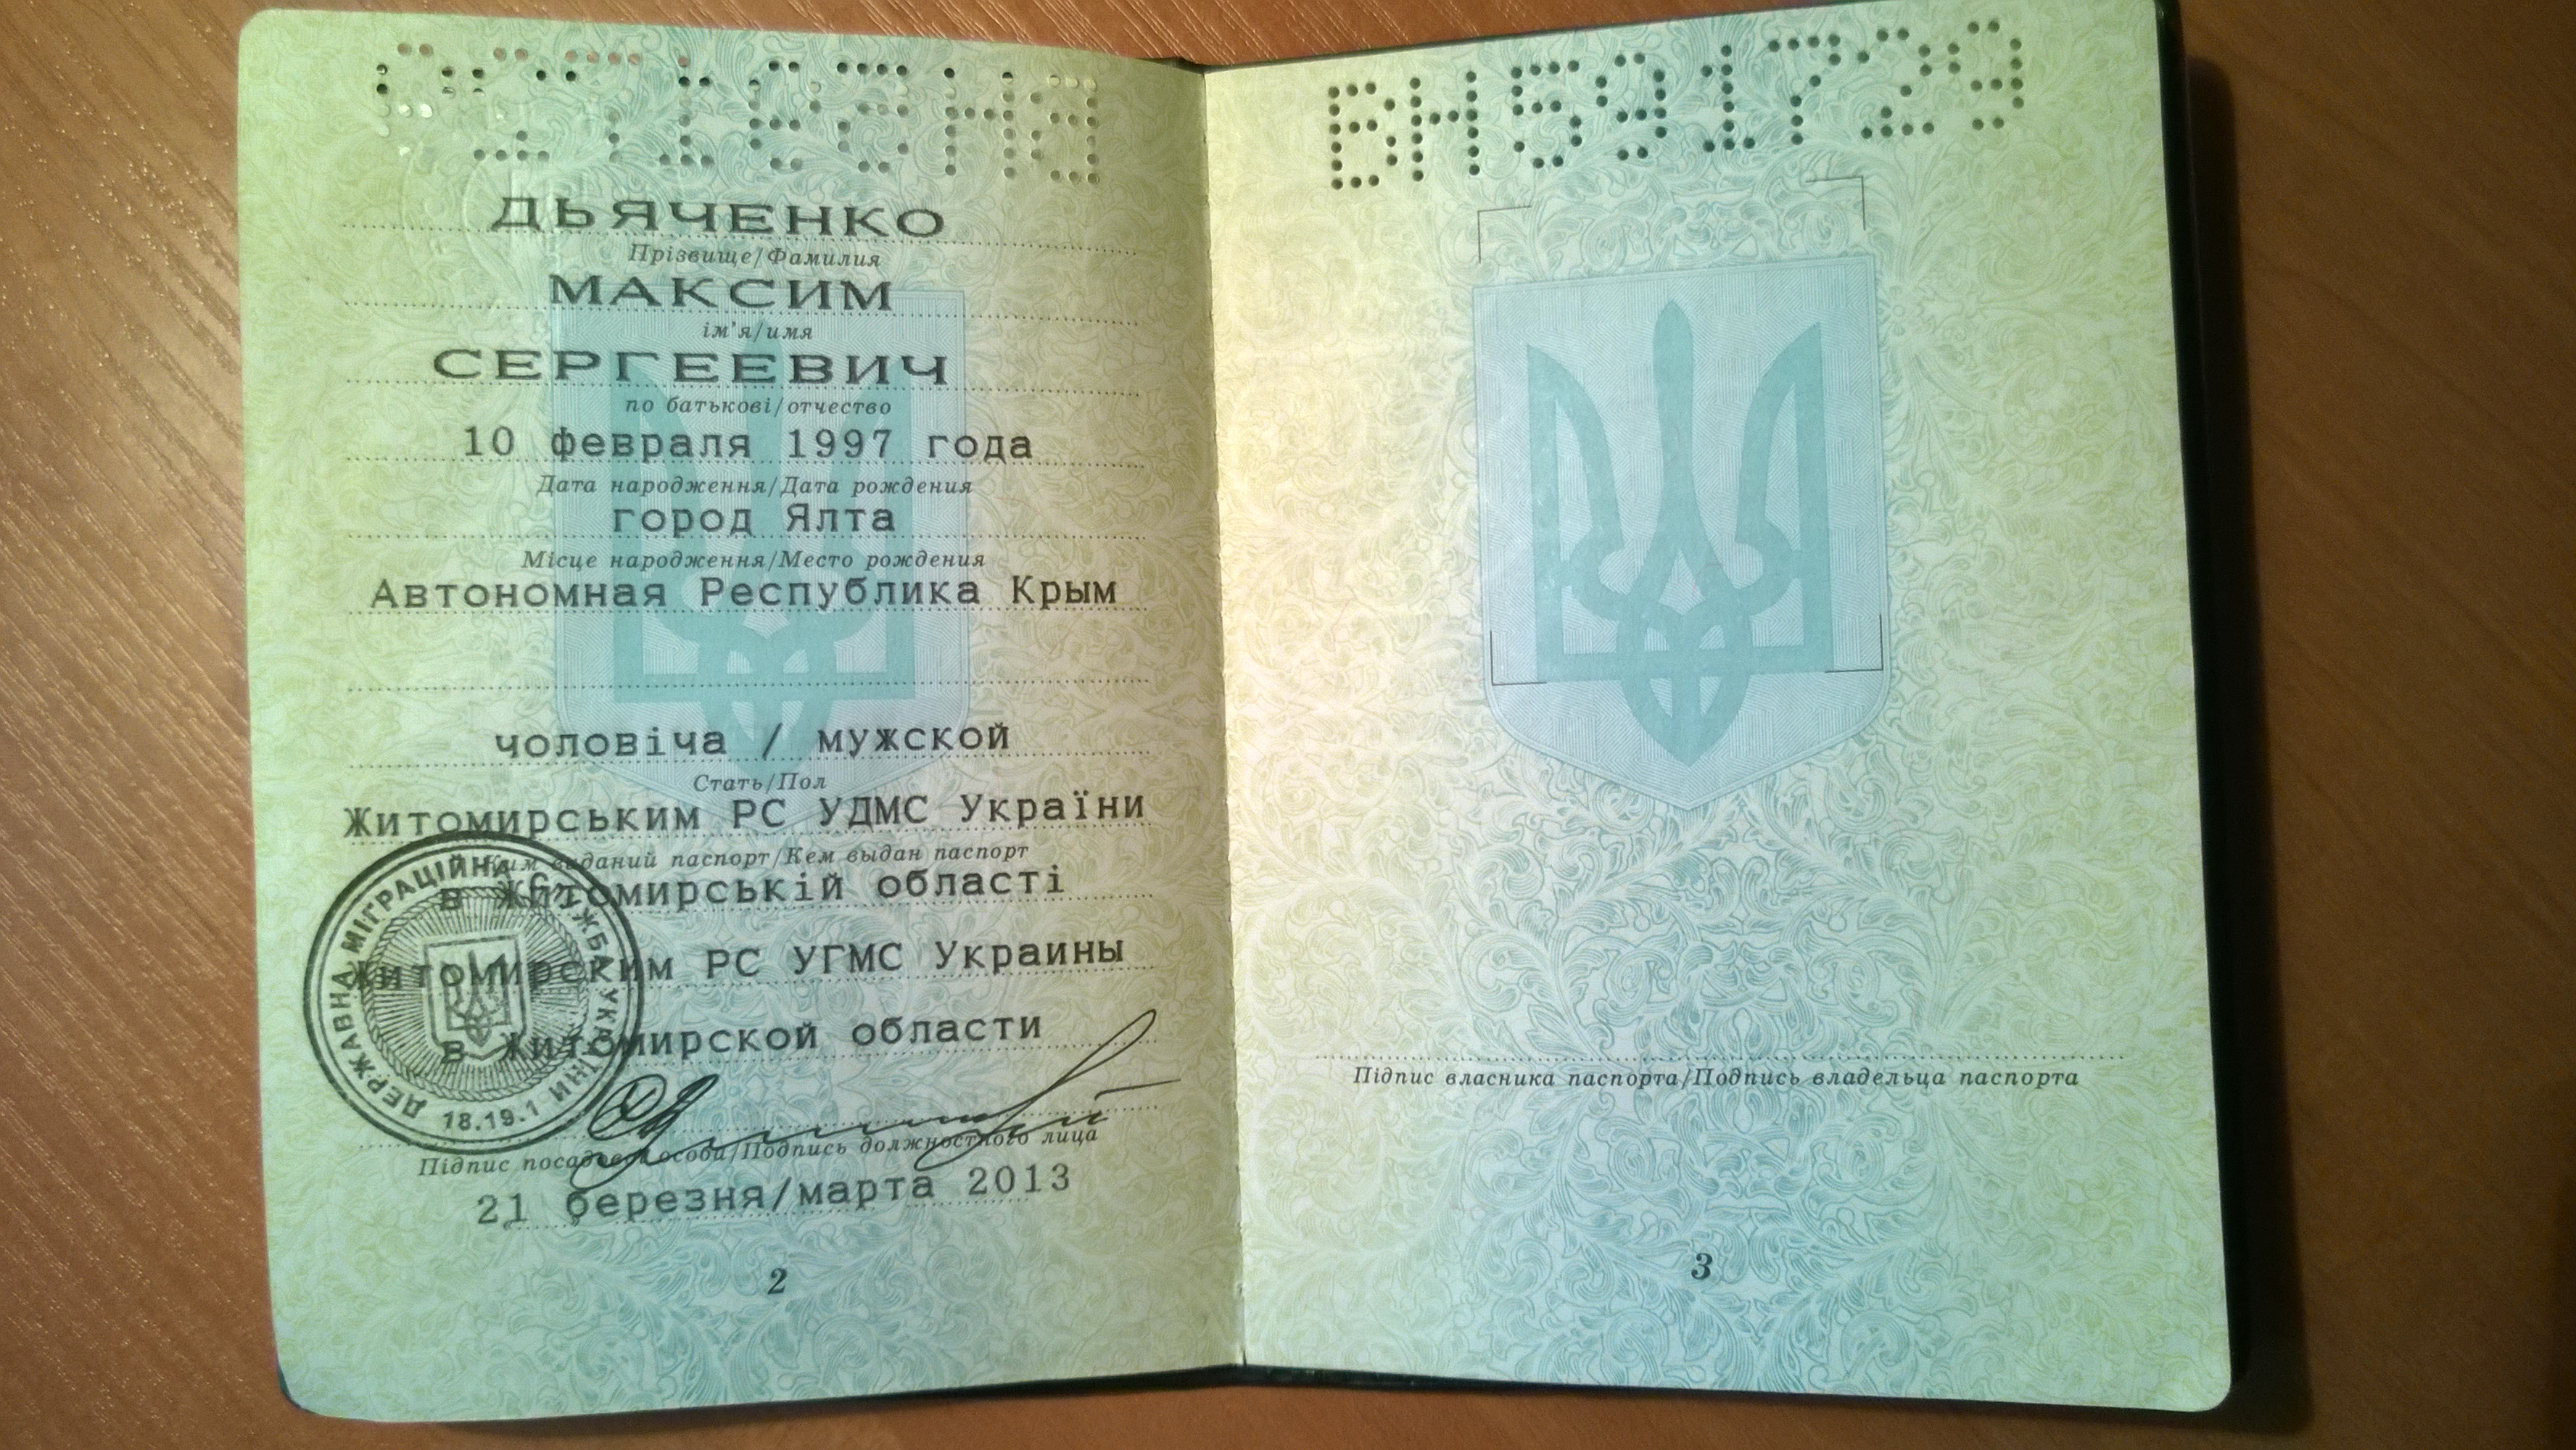 ДЬЯЧЕНКО
Прізвище/Фамилия
МАКСИМ
ім'я/имя
СЕРГЕЕВИЧ
по батькові/отчество
10 февраля 1997 года
Дата народження/Дата рождения
город Ялта
Місце народження/Место рождения
Автономная Республика Крым
чоловіча / мужской
Стать/Пол
Житомирським РС УДМС України
Ким виданий паспорт/Кем выдан паспорт
в Житомирській області
Житомирским РС УГМС Украины
в Житомирской области
ДЕРЖАВНА МІГРАЦІЙНА СЛУЖБА УКРАЇНИ
18.19.1
Підпис посадової особи/Подпись должностного лица
21 березня/марта 2013
2
ВН591729
Підпис власника паспорта/Подпись владельца паспорта
3